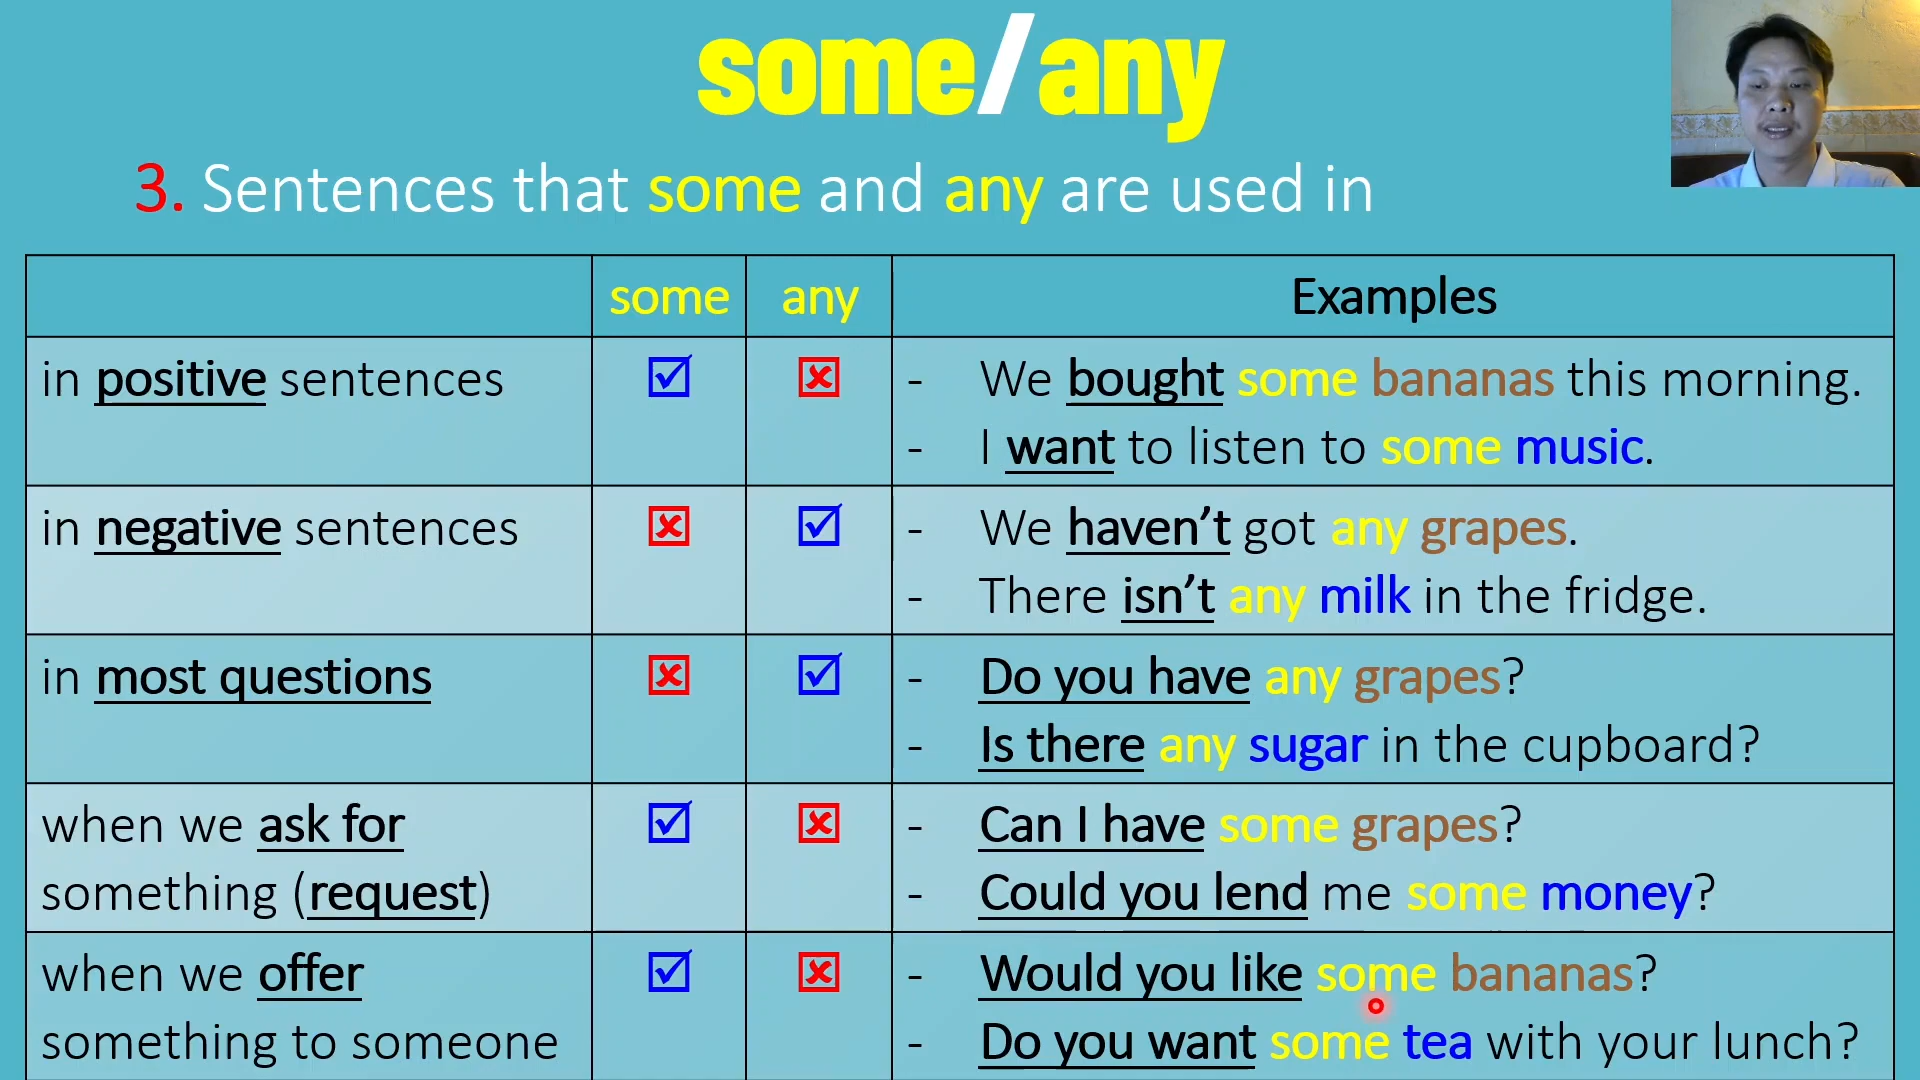 some/any
3. Sentences that some and any are used in
some any Examples
in positive sentences ☑ ☒ - We bought some bananas this morning.
- I want to listen to some music.
in negative sentences ☒ ☑ - We haven’t got any grapes.
- There isn’t any milk in the fridge.
in most questions ☒ ☑ - Do you have any grapes?
- Is there any sugar in the cupboard?
when we ask for ☑ ☒ - Can I have some grapes?
something (request) - Could you lend me some money?
when we offer ☑ ☒ - Would you like some bananas?
something to someone - Do you want some tea with your lunch?